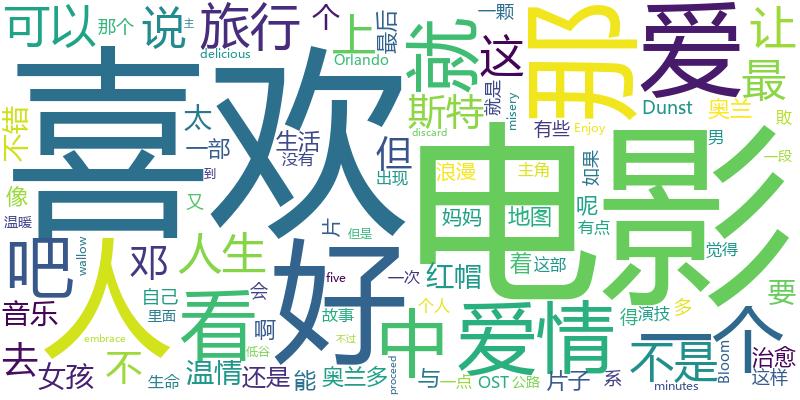 可以
那个
说
主
旅行
个
上
最后
一颗
就
这
那
爱
让
delicious
Orlando
喜欢
就是
misery
最
斯特
Dunst
奥兰
不错
太
一部
生活
没有
但
discard
有些
Enjoy
敗
男
一段
电影
浪漫
主角
如果
像
又
到
出现
妈妈
地图
呢
有点
温暖
片
但是
着
这部
觉得
吧
wallow
人
邓
人生
好
红帽
要
自己
里面
会
five
一次
音乐
embrace
看
啊
故事
中
个人
爱情
得
演技
多
一个
低谷
不过
去
女孩
不
生命
温情
还是
能
奥兰多
proceed
与
一点
OST
公路
片子
系
不是
minutes
Bloom
治愈
这样